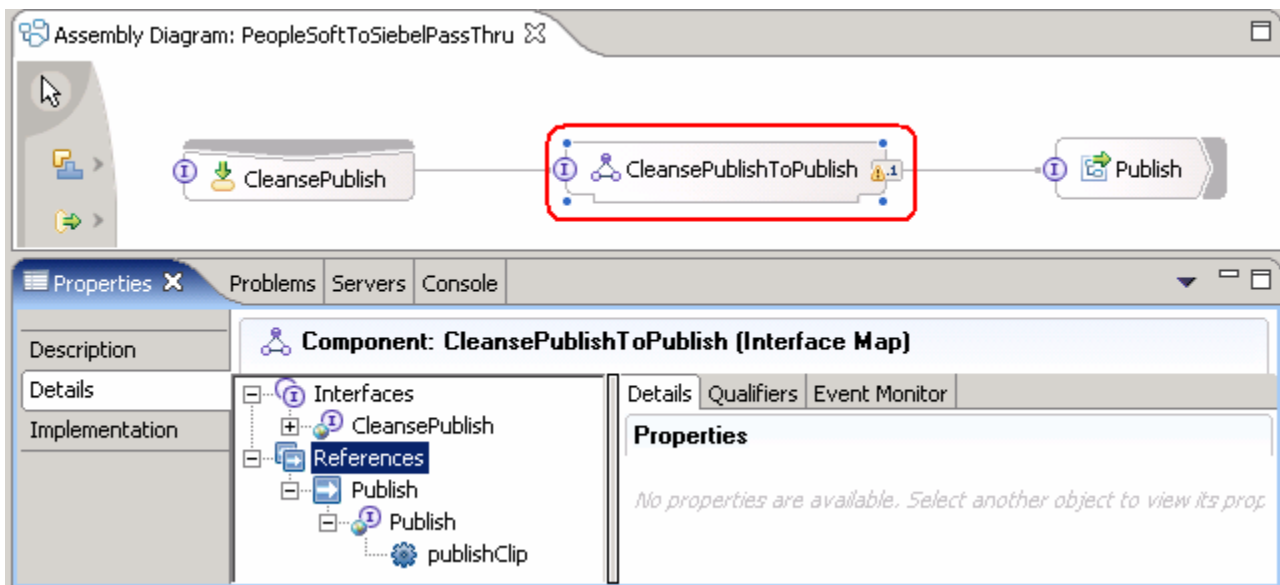 Assembly Diagram: PeopleSoftToSiebelPassThru
CleansePublish
CleansePublishToPublish
.1
Publish
Properties Problems Servers Console
Component: CleansePublishToPublish (Interface Map)
Description
Details
Implementation
Interfaces
CleansePublish
References
Publish
Publish
publishClip
Details Qualifiers Event Monitor
Properties
No properties are available. Select another object to view its prop